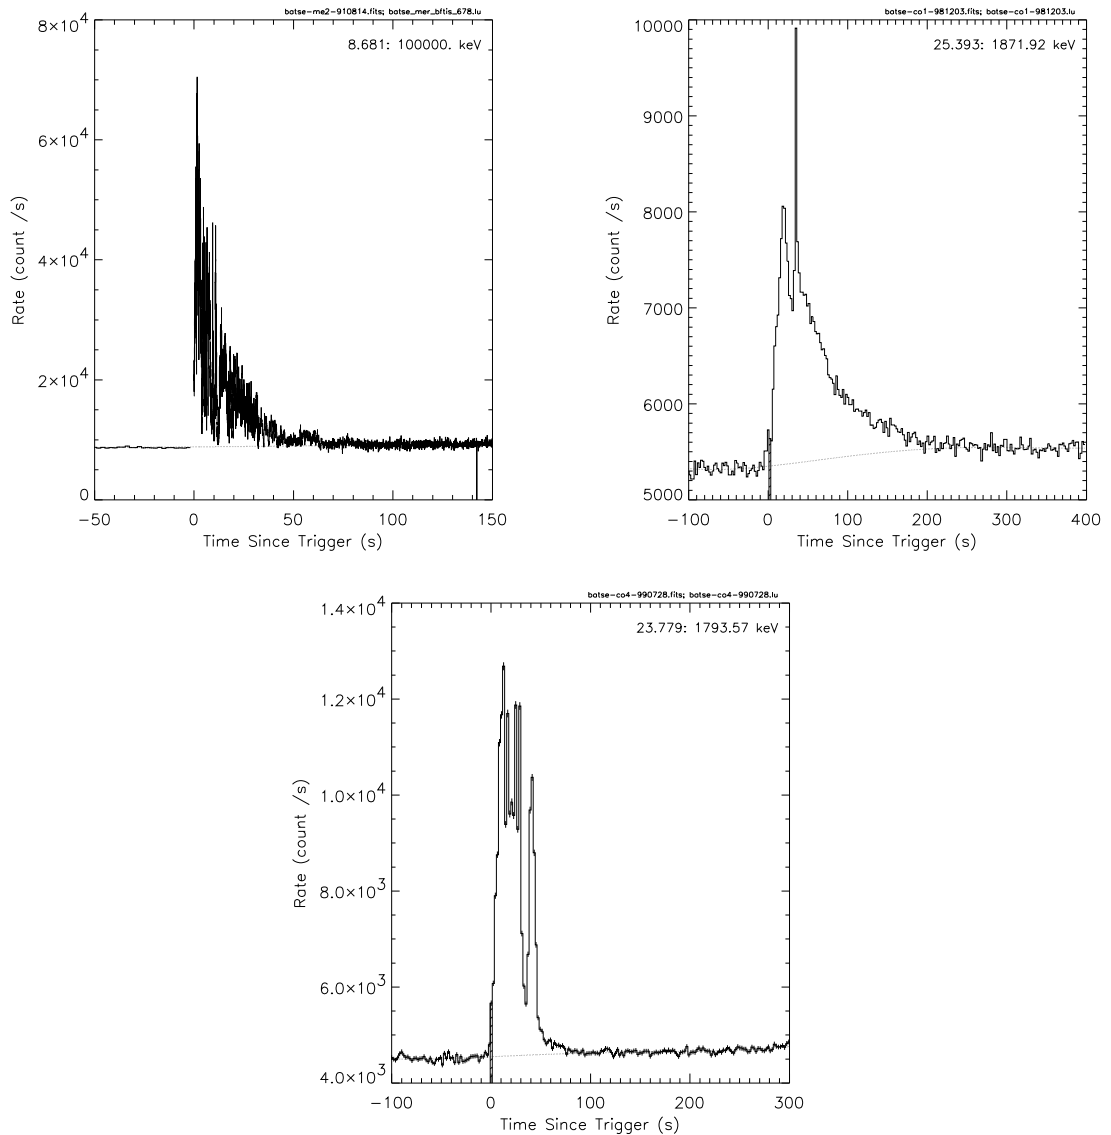 batse-me2-910814.fits; batse_mer_bftis_678.lu
8.681: 100000. keV
8×10^4
6×10^4
4×10^4
2×10^4
0
Rate (count /s)
-50 0 50 100 150
Time Since Trigger (s)
batse-co1-981203.fits; batse-co1-981203.lu
25.393: 1871.92 keV
10000
9000
8000
7000
6000
5000
Rate (count /s)
-100 0 100 200 300 400
Time Since Trigger (s)
batse-co4-990728.fits; batse-co4-990728.lu
23.779: 1793.57 keV
1.4×10^4
1.2×10^4
1.0×10^4
8.0×10^3
6.0×10^3
4.0×10^3
Rate (count /s)
-100 0 100 200 300
Time Since Trigger (s)